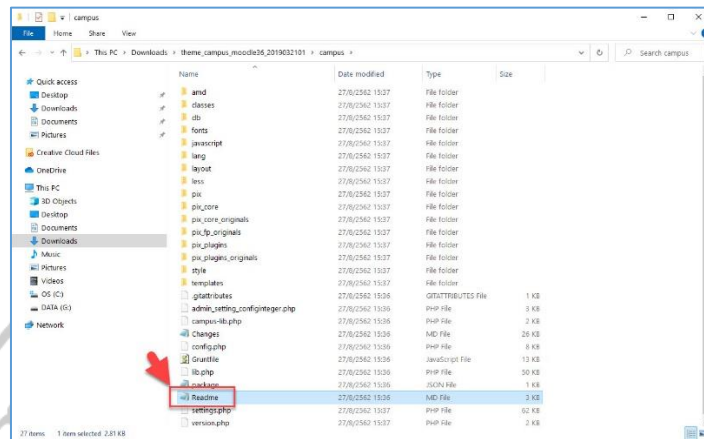 campus
File Home Share View
This PC > Downloads > theme_campus_moodle36_2019032101 > campus >
Search campus
Name Date modified Type Size
Quick access
Desktop
Downloads
Documents
Pictures
Creative Cloud Files
OneDrive
This PC
3D Objects
Desktop
Documents
Downloads
Music
Pictures
Videos
OS (C:)
DATA (G:)
Network
amd 27/8/2562 15:37 File folder
classes 27/8/2562 15:37 File folder
db 27/8/2562 15:37 File folder
fonts 27/8/2562 15:37 File folder
javascript 27/8/2562 15:37 File folder
lang 27/8/2562 15:37 File folder
layout 27/8/2562 15:37 File folder
less 27/8/2562 15:37 File folder
pix 27/8/2562 15:37 File folder
pix_core 27/8/2562 15:37 File folder
pix_core_originals 27/8/2562 15:37 File folder
pix_fp_originals 27/8/2562 15:37 File folder
pix_plugins 27/8/2562 15:37 File folder
pix_plugins_originals 27/8/2562 15:37 File folder
style 27/8/2562 15:37 File folder
templates 27/8/2562 15:37 File folder
.gitattributes 27/8/2562 15:36 GITATTRIBUTES File 1 KB
admin_setting_configinteger.php 27/8/2562 15:36 PHP File 3 KB
campus-lib.php 27/8/2562 15:36 PHP File 2 KB
Changes 27/8/2562 15:36 MD File 26 KB
config.php 27/8/2562 15:36 PHP File 8 KB
Gruntfile 27/8/2562 15:36 JavaScript File 13 KB
lib.php 27/8/2562 15:36 PHP File 50 KB
package 27/8/2562 15:36 JSON File 1 KB
Readme 27/8/2562 15:36 MD File 3 KB
settings.php 27/8/2562 15:37 PHP File 62 KB
version.php 27/8/2562 15:37 PHP File 2 KB
27 items 1 item selected 2.81 KB